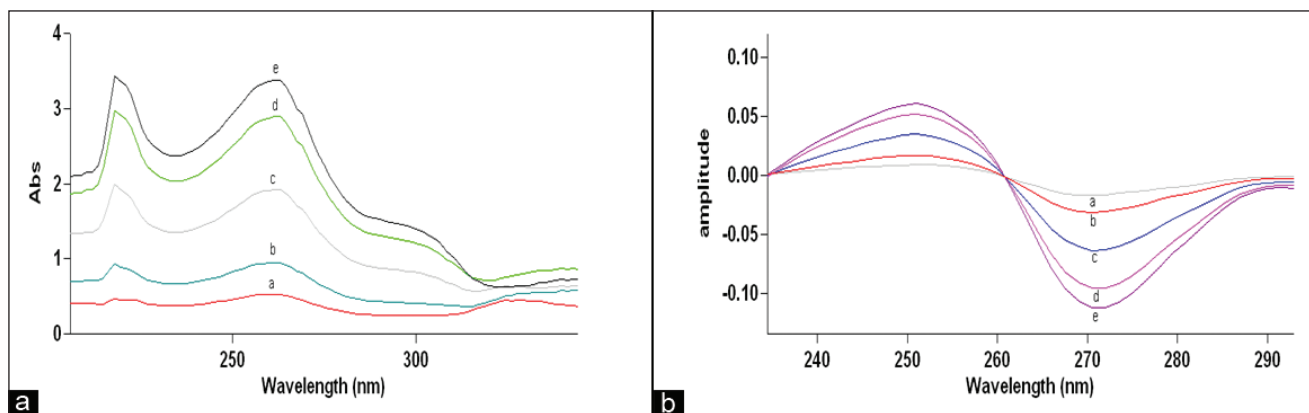 4
3
2
1
0
Abs
e
d
c
b
a
250 300
Wavelength (nm)
a
0.10
0.05
0.00
-0.05
-0.10
amplitude
a
b
c
d
e
240 250 260 270 280 290
Wavelength (nm)
b